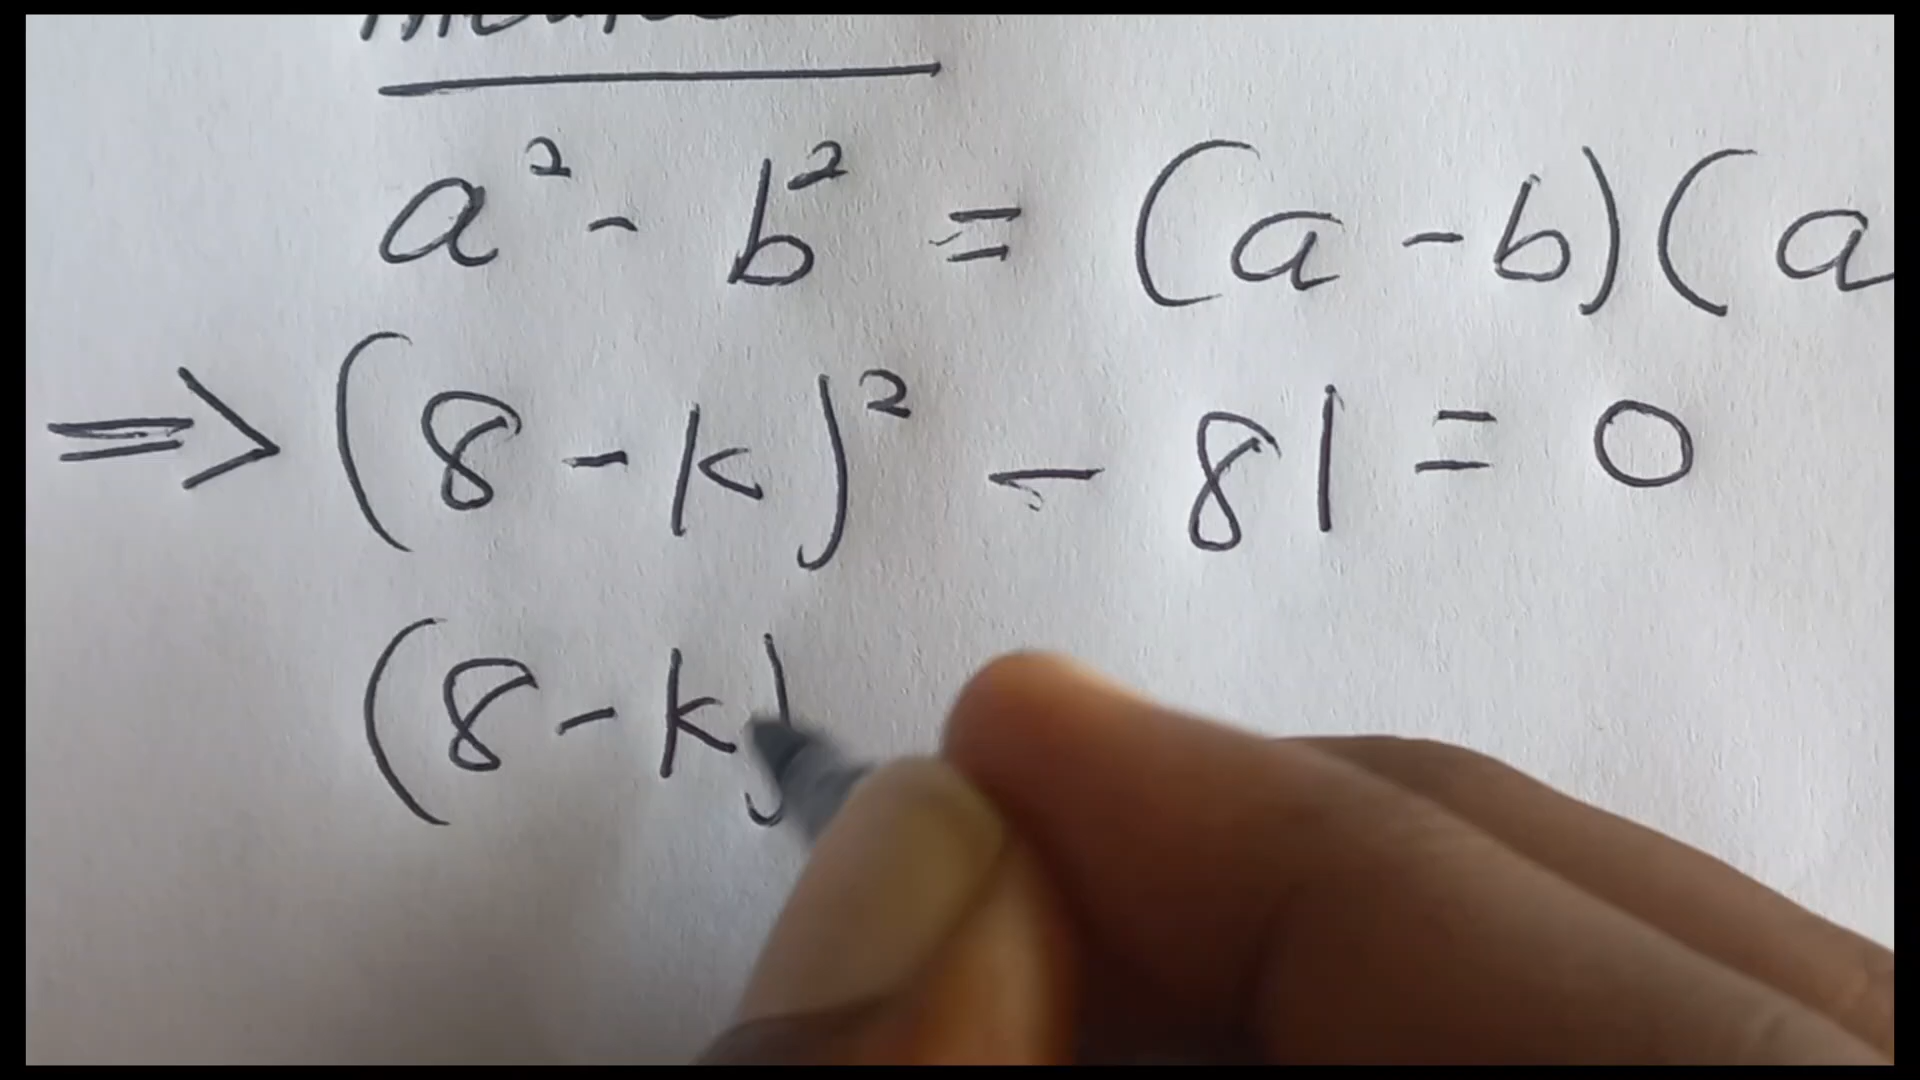 a² - b² = (a - b)(a
⇒ (8 - k)² - 81 = 0
(8 - k)